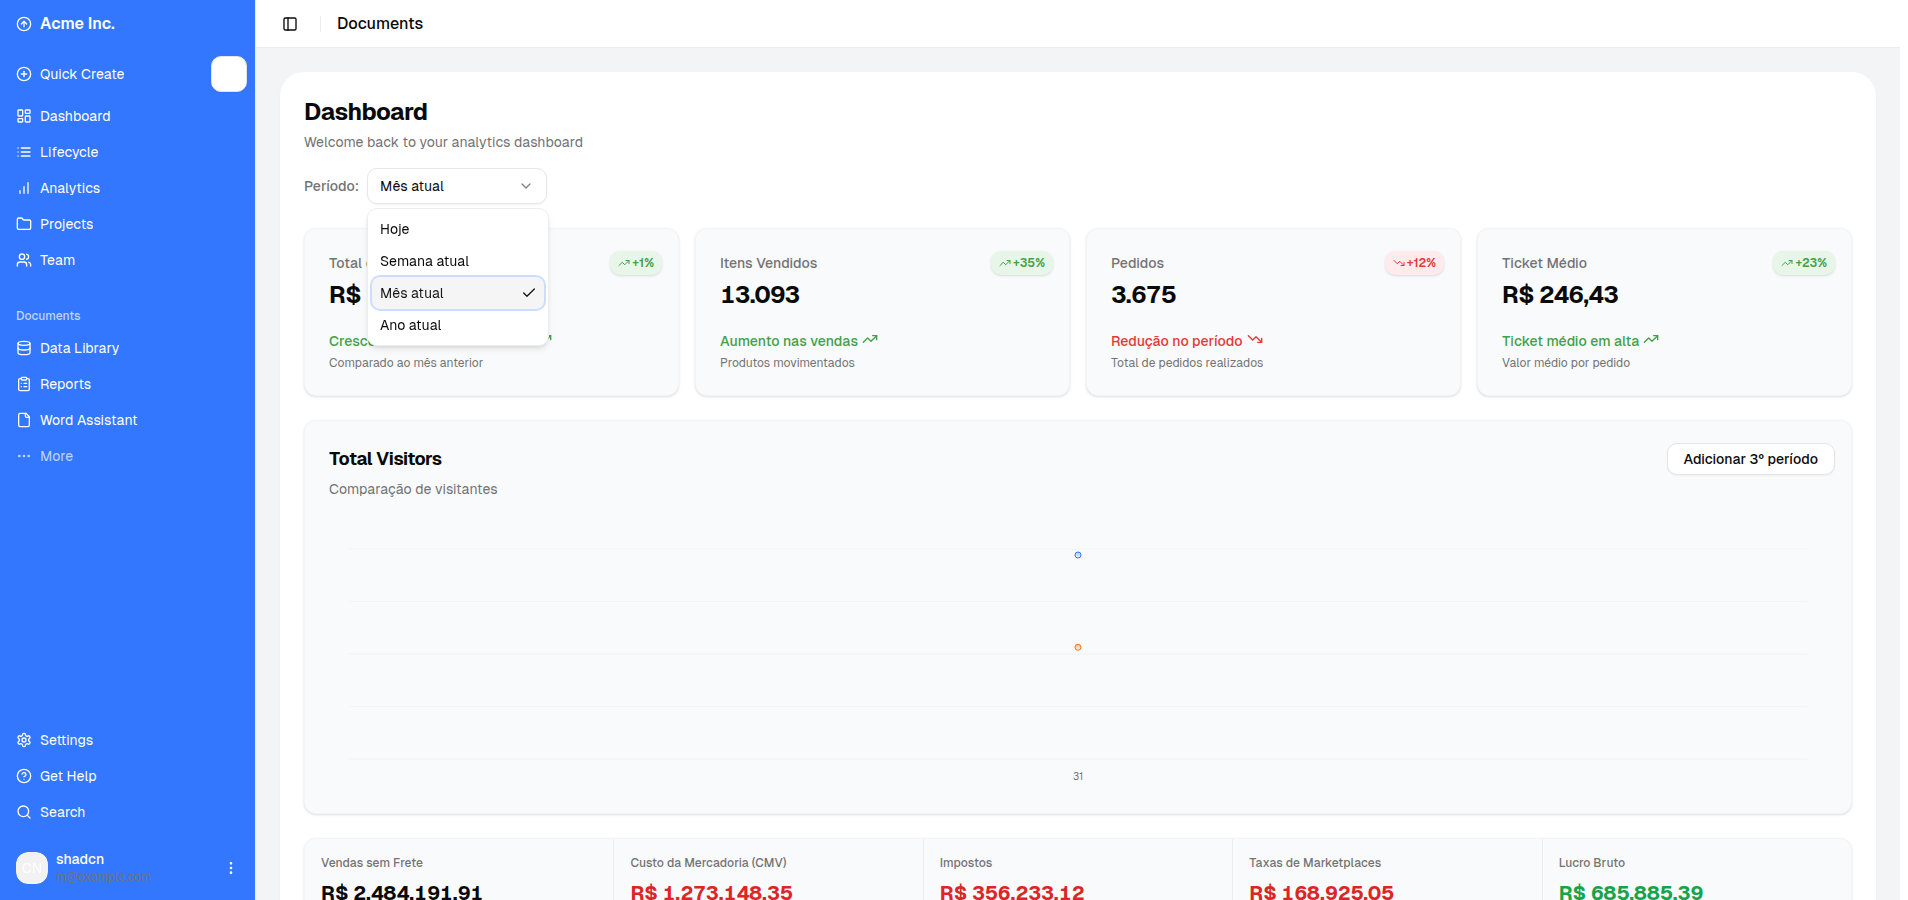 Acme Inc.
Quick Create
Dashboard
Lifecycle
Analytics
Projects
Team
Documents
Data Library
Reports
Word Assistant
More
Settings
Get Help
Search
CN
shadcn
m@example.com
Documents
Dashboard
Welcome back to your analytics dashboard
Período:
Mês atual
Hoje
Semana atual
Mês atual
Ano atual
Total
+1%
R$
Comparado ao mês anterior
Itens Vendidos
+35%
13.093
Aumento nas vendas
Produtos movimentados
Pedidos
+12%
3.675
Redução no período
Total de pedidos realizados
Ticket Médio
+23%
R$ 246,43
Ticket médio em alta
Valor médio por pedido
Total Visitors
Comparação de visitantes
Adicionar 3º período
31
Vendas sem Frete
R$ 2.484.191,91
Custo da Mercadoria (CMV)
R$ 1.273.148,35
Impostos
R$ 356.233,12
Taxas de Marketplaces
R$ 168.925,05
Lucro Bruto
R$ 685.885,39